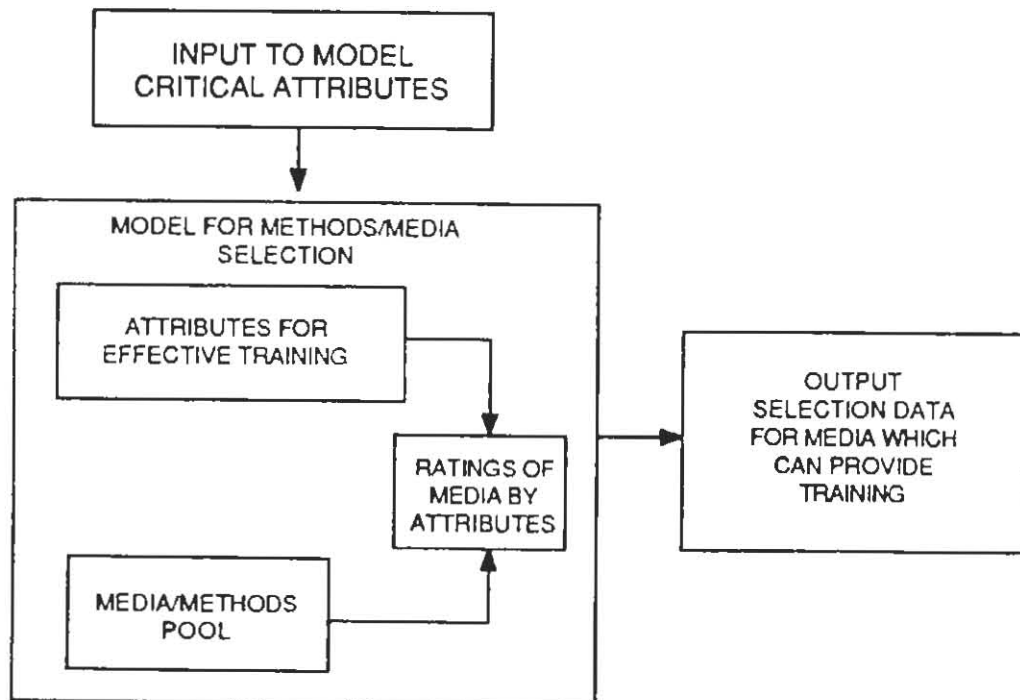 INPUT TO MODEL
CRITICAL ATTRIBUTES
MODEL FOR METHODS/MEDIA
SELECTION
ATTRIBUTES FOR
EFFECTIVE TRAINING
RATINGS OF
MEDIA BY
ATTRIBUTES
MEDIA/METHODS
POOL
OUTPUT
SELECTION DATA
FOR MEDIA WHICH
CAN PROVIDE
TRAINING